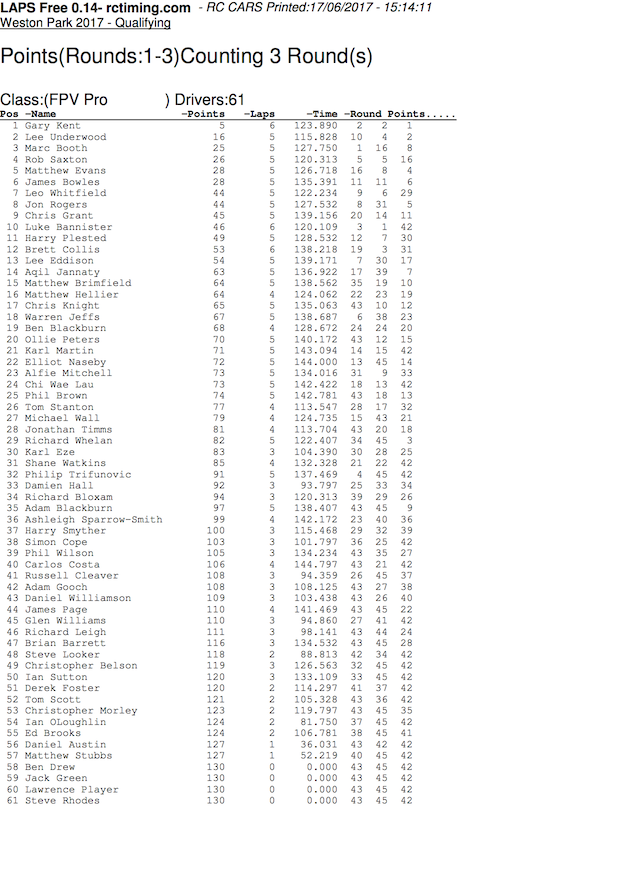 LAPS Free 0.14- rctiming.com - RC CARS Printed:17/06/2017 - 15:14:11
Weston Park 2017 - Qualifying
Points(Rounds:1-3)Counting 3 Round(s)
Class:(FPV Pro ) Drivers:61
Pos -Name -Points -Laps -Time -Round Points.....
1 Gary Kent 5 6 123.890 2 2 1
2 Lee Underwood 16 5 115.828 10 4 2
3 Marc Booth 25 5 127.750 1 16 8
4 Rob Saxton 26 5 120.313 5 5 16
5 Matthew Evans 28 5 126.718 16 8 4
6 James Bowles 28 5 135.391 11 11 6
7 Leo Whitfield 44 5 122.234 9 6 29
8 Jon Rogers 44 5 127.532 8 31 5
9 Chris Grant 45 5 139.156 20 14 11
10 Luke Bannister 46 6 120.109 3 1 42
11 Harry Plested 49 5 128.532 12 7 30
12 Brett Collis 53 6 138.218 19 3 31
13 Lee Eddison 54 5 139.171 7 30 17
14 Aqil Jannaty 63 5 136.922 17 39 7
15 Matthew Brimfield 64 5 138.562 35 19 10
16 Matthew Hellier 64 4 124.062 22 23 19
17 Chris Knight 65 5 135.063 43 10 12
18 Warren Jeffs 67 5 138.687 6 38 23
19 Ben Blackburn 68 4 128.672 24 24 20
20 Ollie Peters 70 5 140.172 43 12 15
21 Karl Martin 71 5 143.094 14 15 42
22 Elliot Naseby 72 5 144.000 13 45 14
23 Alfie Mitchell 73 5 134.016 31 9 33
24 Chi Wae Lau 73 5 142.422 18 13 42
25 Phil Brown 74 5 142.781 43 18 13
26 Tom Stanton 77 4 113.547 28 17 32
27 Michael Wall 79 4 124.735 15 43 21
28 Jonathan Timms 81 4 113.704 43 20 18
29 Richard Whelan 82 5 122.407 34 45 3
30 Karl Eze 83 3 104.390 30 28 25
31 Shane Watkins 85 4 132.328 21 22 42
32 Philip Trifunovic 91 5 137.469 4 45 42
33 Damien Hall 92 3 93.797 25 33 34
34 Richard Bloxam 94 3 120.313 39 29 26
35 Adam Blackburn 97 5 138.407 43 45 9
36 Ashleigh Sparrow-Smith 99 4 142.172 23 40 36
37 Harry Smyther 100 3 115.468 29 32 39
38 Simon Cope 103 3 101.797 36 25 42
39 Phil Wilson 105 3 134.234 43 35 27
40 Carlos Costa 106 4 144.797 43 21 42
41 Russell Cleaver 108 3 94.359 26 45 37
42 Adam Gooch 108 3 108.125 43 27 38
43 Daniel Williamson 109 3 103.438 43 26 40
44 James Page 110 4 141.469 43 45 22
45 Glen Williams 110 3 94.860 27 41 42
46 Richard Leigh 111 3 98.141 43 44 24
47 Brian Barrett 116 3 134.532 43 45 28
48 Steve Looker 118 2 88.813 42 34 42
49 Christopher Belson 119 3 126.563 32 45 42
50 Ian Sutton 120 3 133.109 33 45 42
51 Derek Foster 120 2 114.297 41 37 42
52 Tom Scott 121 2 105.328 43 36 42
53 Christopher Morley 123 2 119.797 43 45 35
54 Ian OLoughlin 124 2 81.750 37 45 42
55 Ed Brooks 124 2 106.781 38 45 41
56 Daniel Austin 127 1 36.031 43 42 42
57 Matthew Stubbs 127 1 52.219 40 45 42
58 Ben Drew 130 0 0.000 43 45 42
59 Jack Green 130 0 0.000 43 45 42
60 Lawrence Player 130 0 0.000 43 45 42
61 Steve Rhodes 130 0 0.000 43 45 42